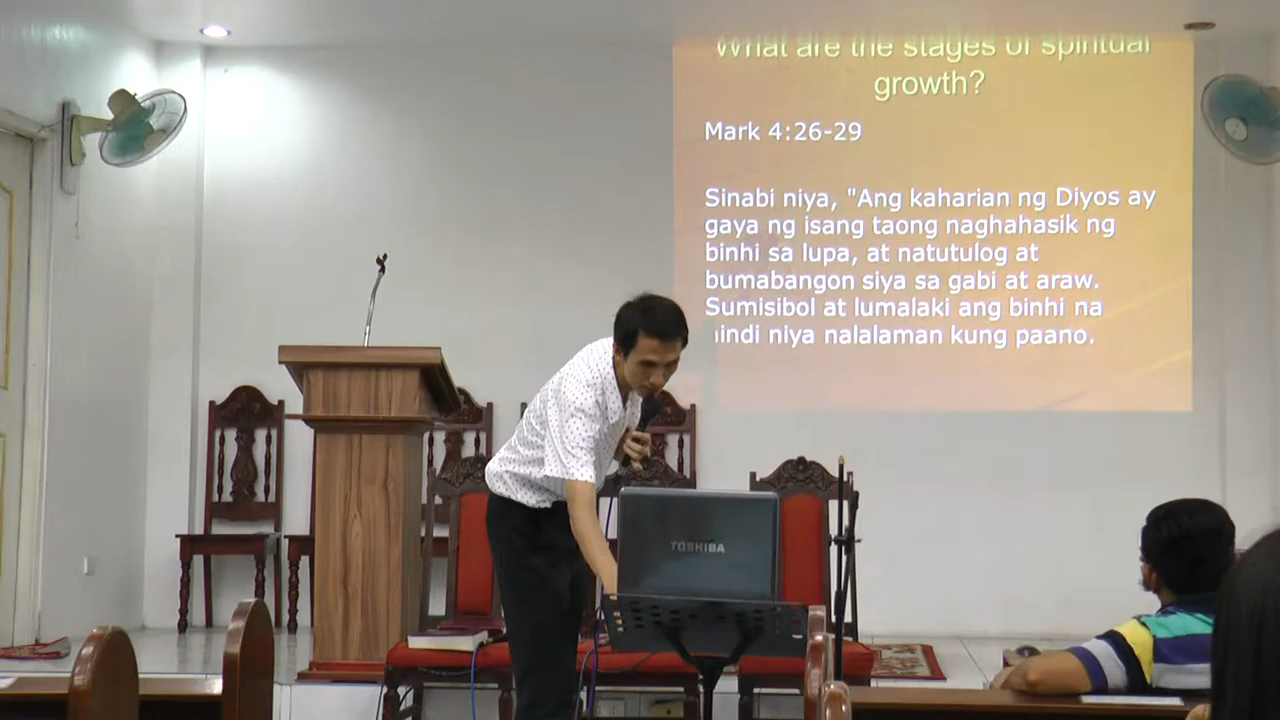 What are the stages of spiritual
growth?
Mark 4:26-29
Sinabi niya, "Ang kaharian ng Diyos ay
gaya ng isang taong naghahasik ng
binhi sa lupa, at natutulog at
bumabangon siya sa gabi at araw.
Sumisibol at lumalaki ang binhi na
hindi niya nalalaman kung paano.
TOSHIBA